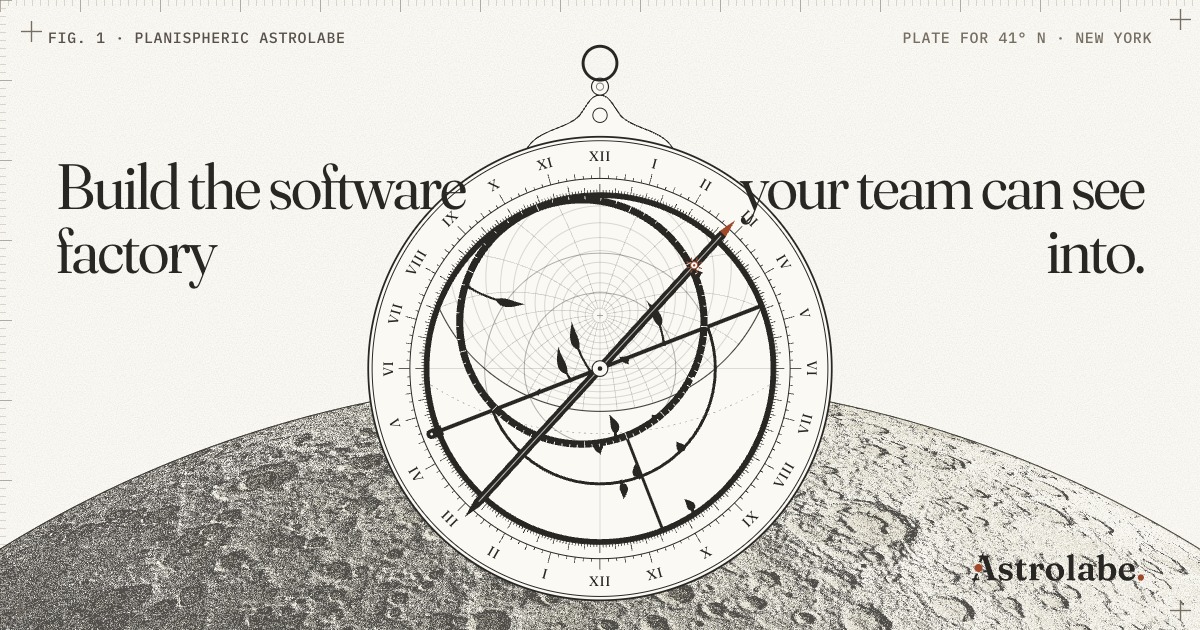 FIG. 1 · PLANISPHERIC ASTROLABE
PLATE FOR 41° N · NEW YORK
Build the software
factory
your team can see
into.
XII
I
II
IV
V
VI
VII
VIII
IX
X
XI
XII
I
II
III
IV
V
VI
VII
VIII
IX
X
XI
Astrolabe.